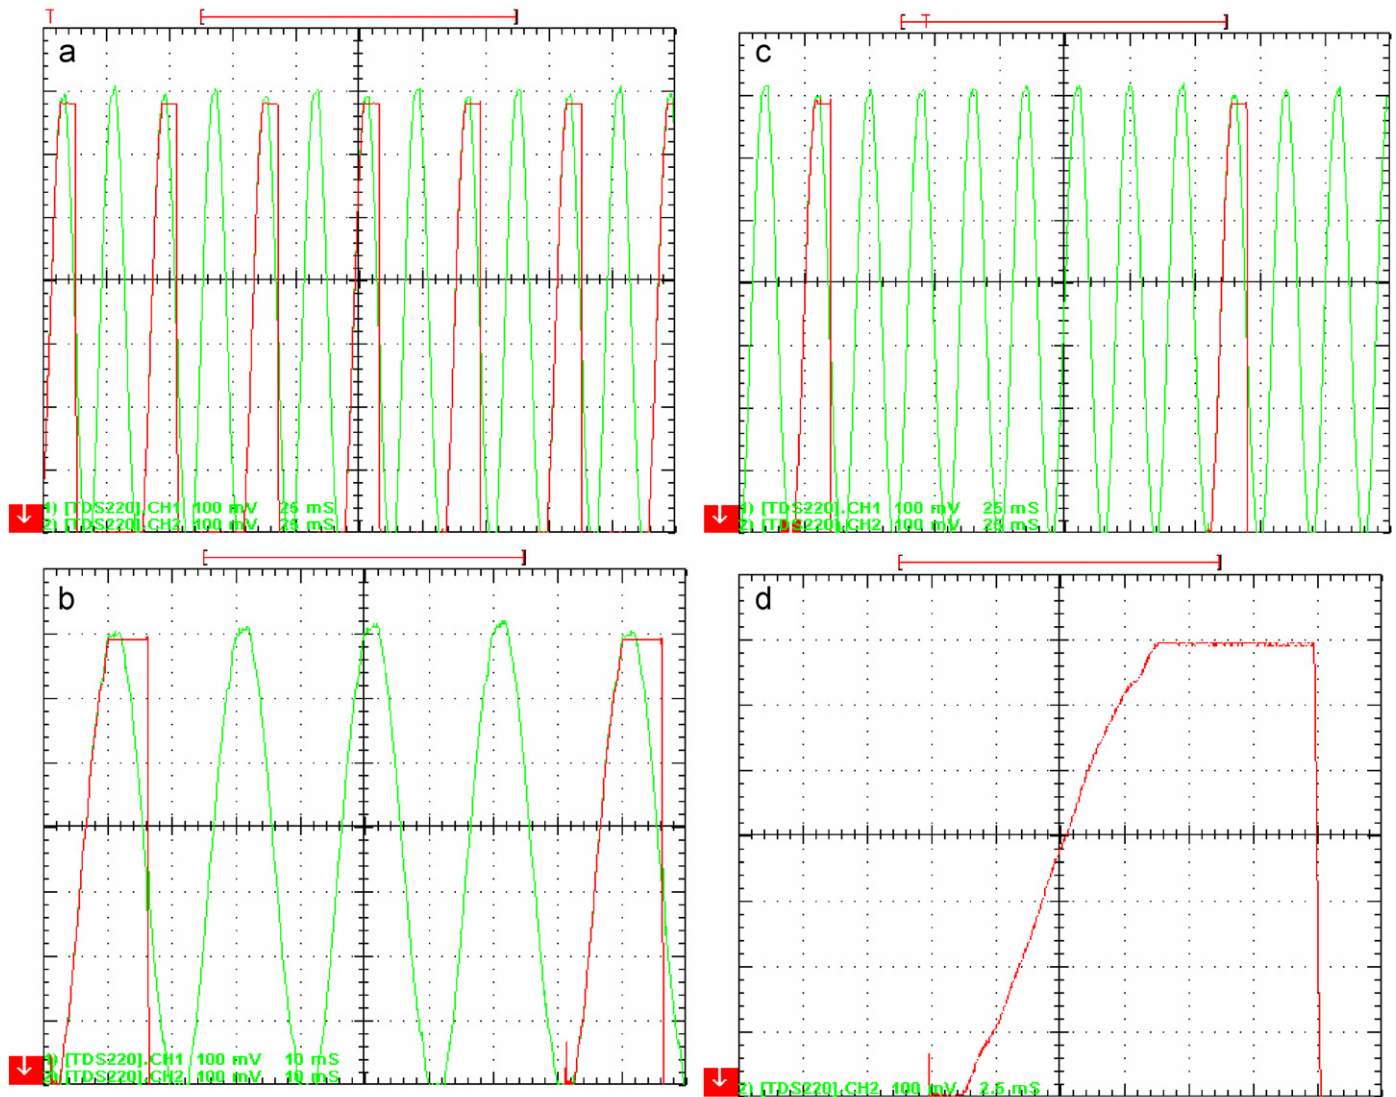 T
a
1) [TDS220].CH1 100 mV 25 mS
2) [TDS220].CH2 100 mV 25 mS
T
c
1) [TDS220].CH1 100 mV 25 mS
2) [TDS220].CH2 100 mV 25 mS
b
1) [TDS220].CH1 100 mV 10 mS
2) [TDS220].CH2 100 mV 10 mS
d
2) [TDS220].CH2 100 mV 2.5 mS